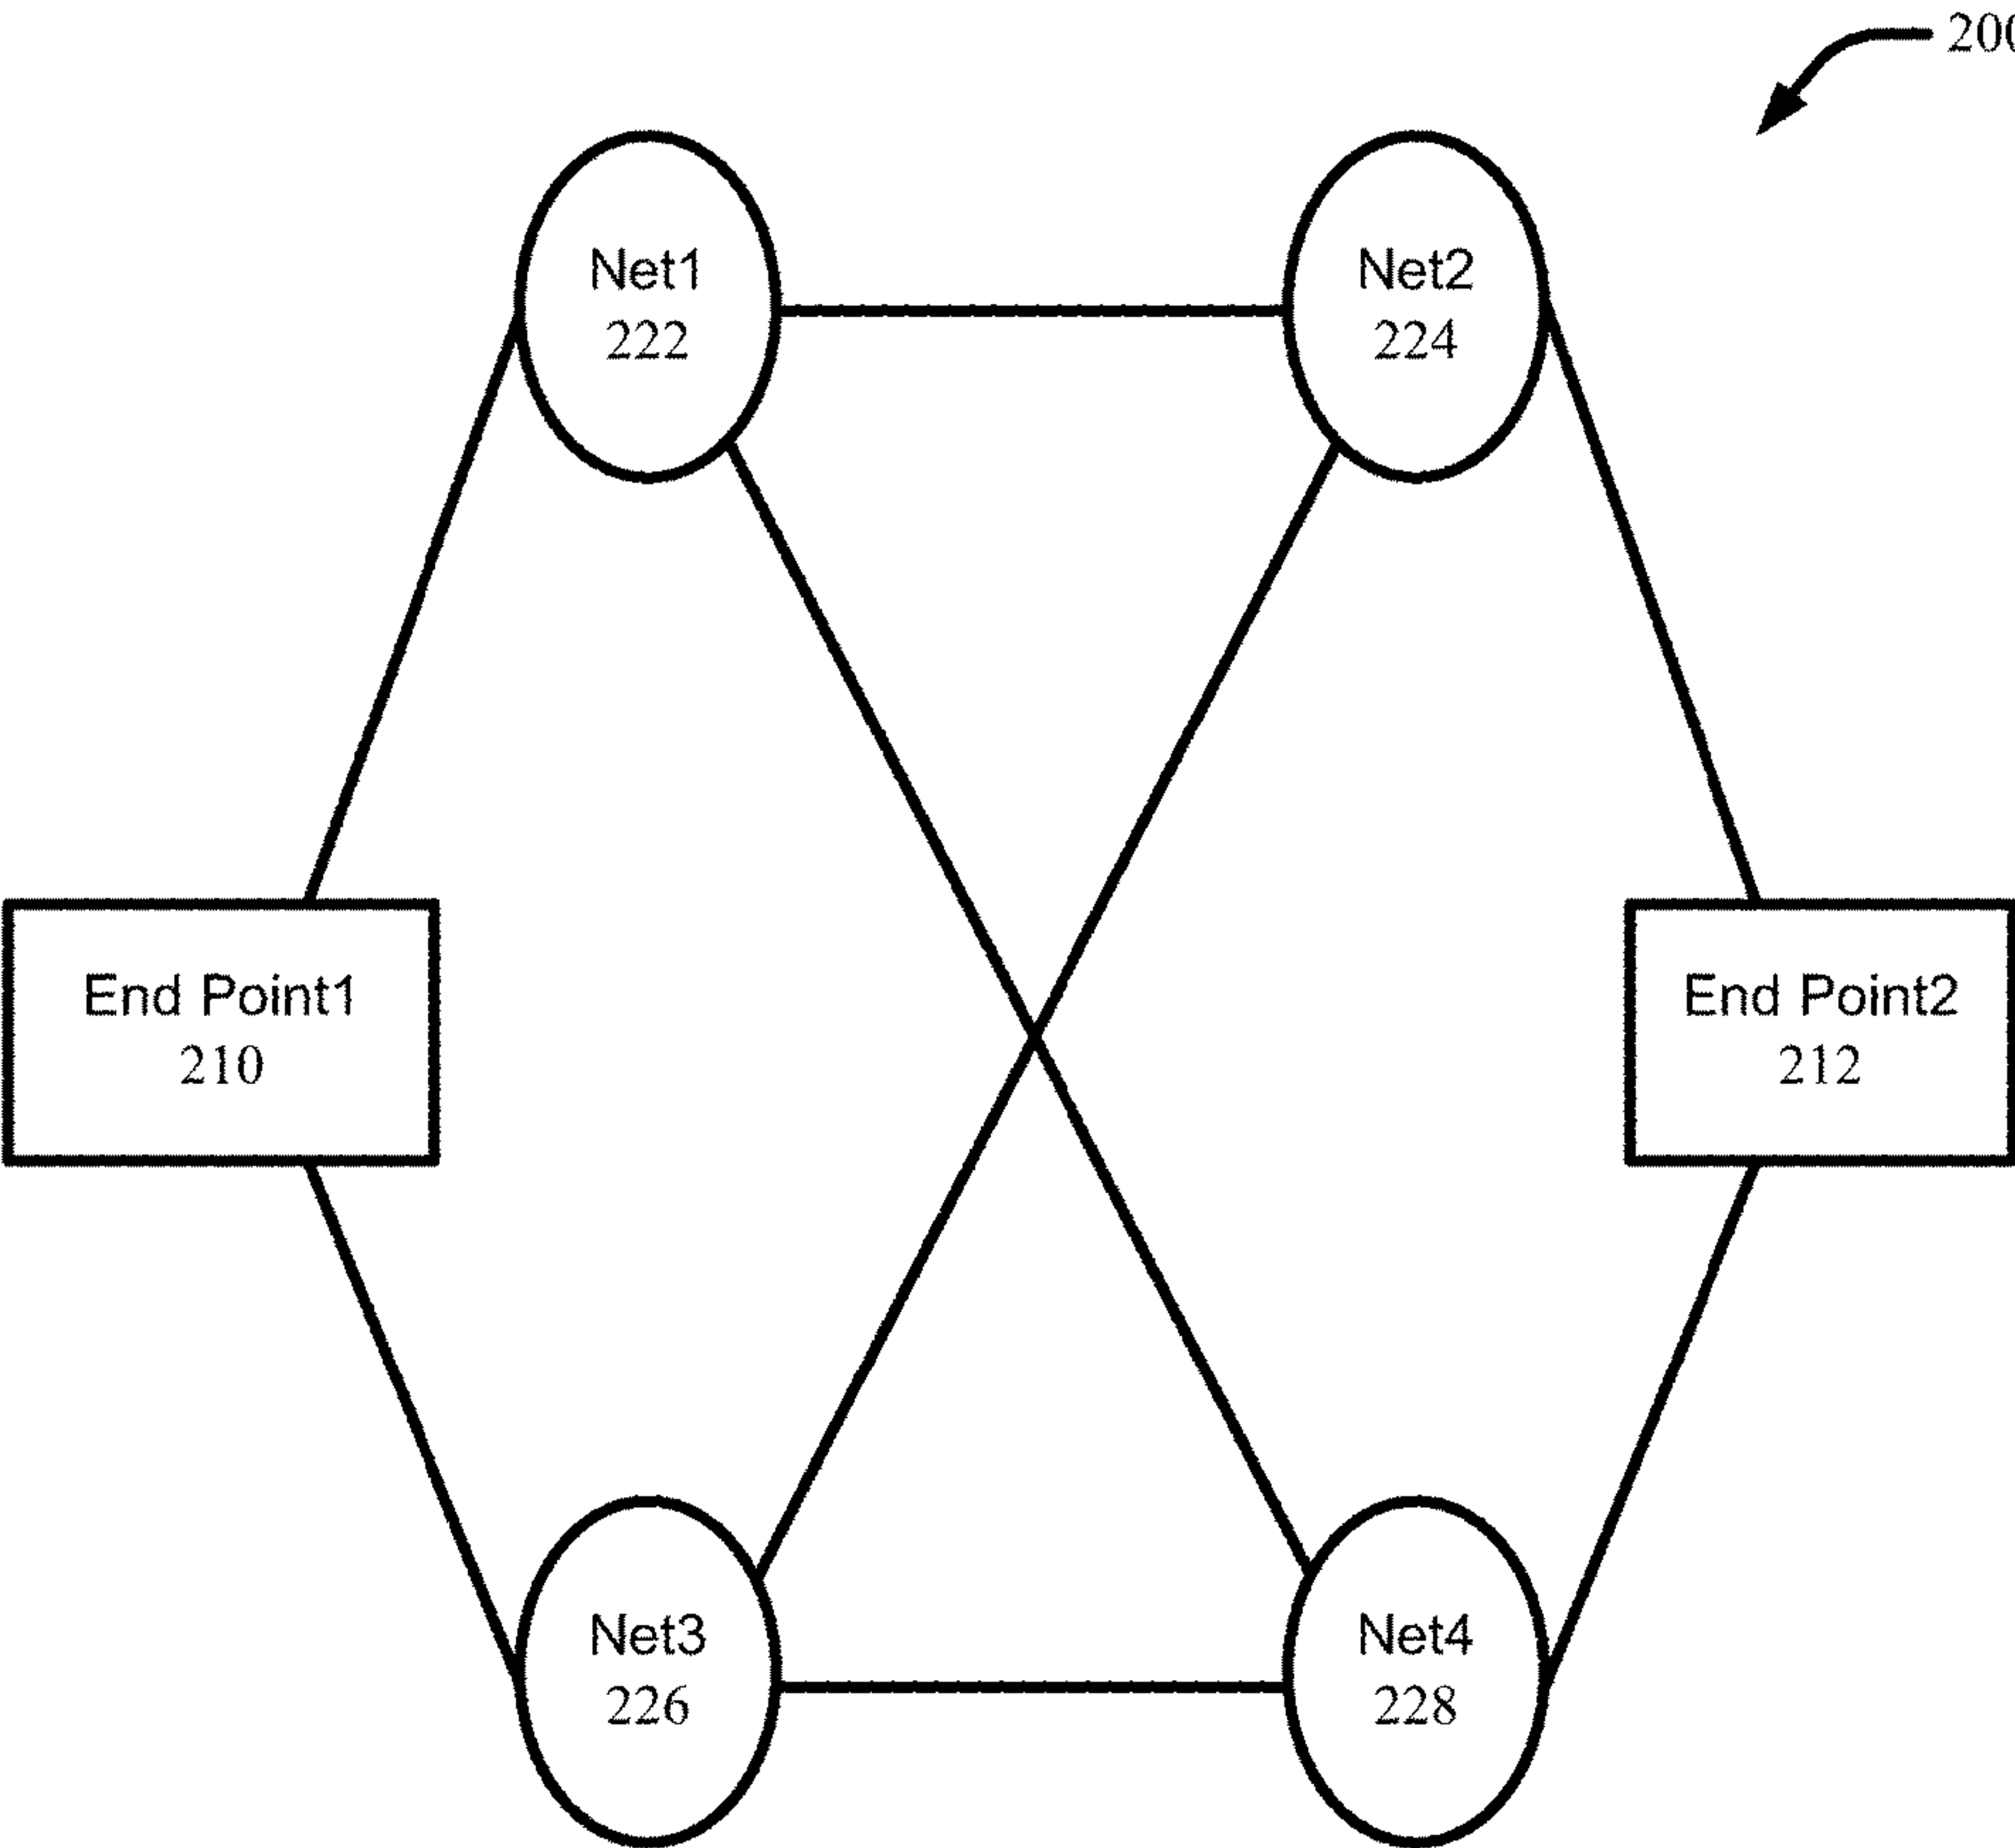 200
Net1
222
Net2
224
End Point1
210
End Point2
212
Net3
226
Net4
228